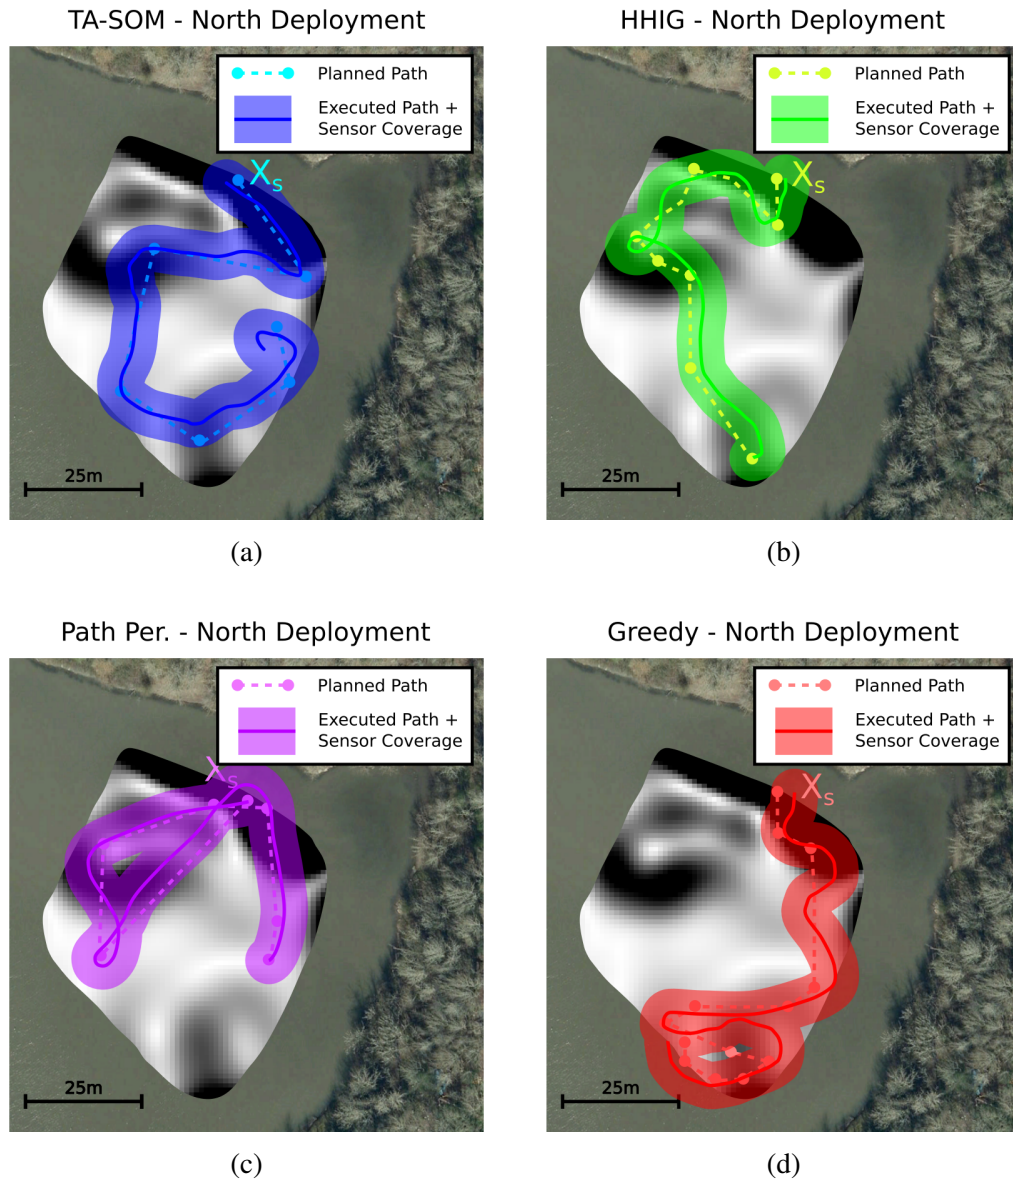 TA-SOM - North Deployment
Planned Path
Executed Path +
Sensor Coverage
Xs
25m
(a)
HHIG - North Deployment
Planned Path
Executed Path +
Sensor Coverage
Xs
25m
(b)
Path Per. - North Deployment
Planned Path
Executed Path +
Sensor Coverage
Xs
25m
(c)
Greedy - North Deployment
Planned Path
Executed Path +
Sensor Coverage
Xs
25m
(d)